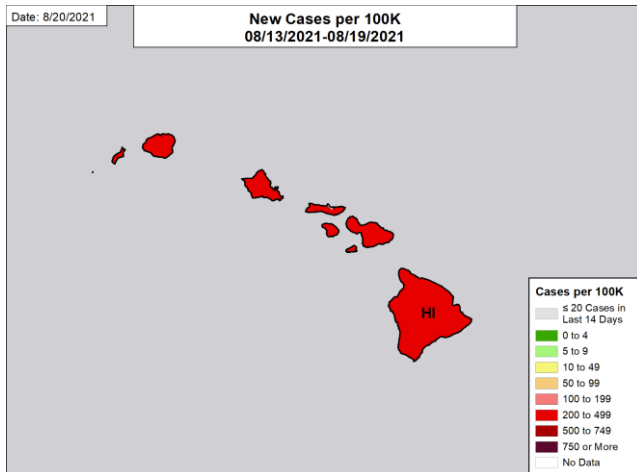 Date: 8/20/2021
New Cases per 100K
08/13/2021-08/19/2021
HI
Cases per 100K
≤ 20 Cases in
Last 14 Days
0 to 4
5 to 9
10 to 49
50 to 99
100 to 199
200 to 499
500 to 749
750 or More
No Data